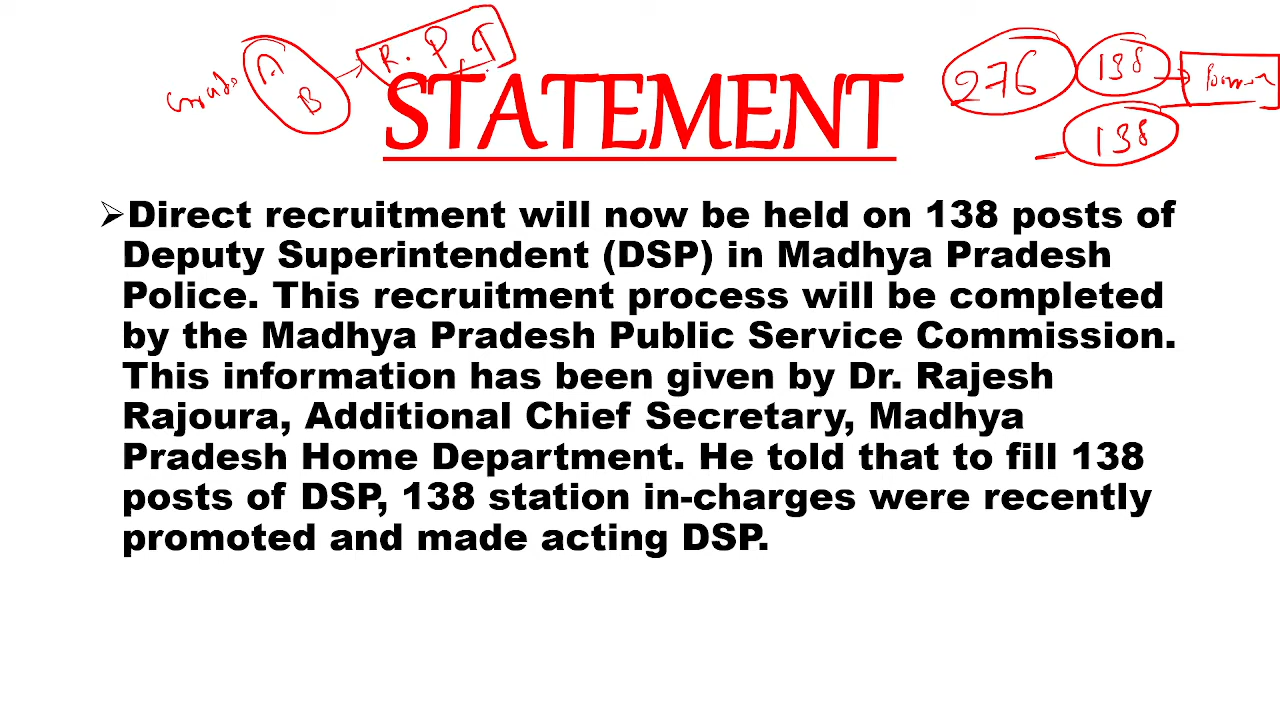 A
B
R.P.T
276
138
138
STATEMENT
➢Direct recruitment will now be held on 138 posts of
Deputy Superintendent (DSP) in Madhya Pradesh
Police. This recruitment process will be completed
by the Madhya Pradesh Public Service Commission.
This information has been given by Dr. Rajesh
Rajoura, Additional Chief Secretary, Madhya
Pradesh Home Department. He told that to fill 138
posts of DSP, 138 station in-charges were recently
promoted and made acting DSP.